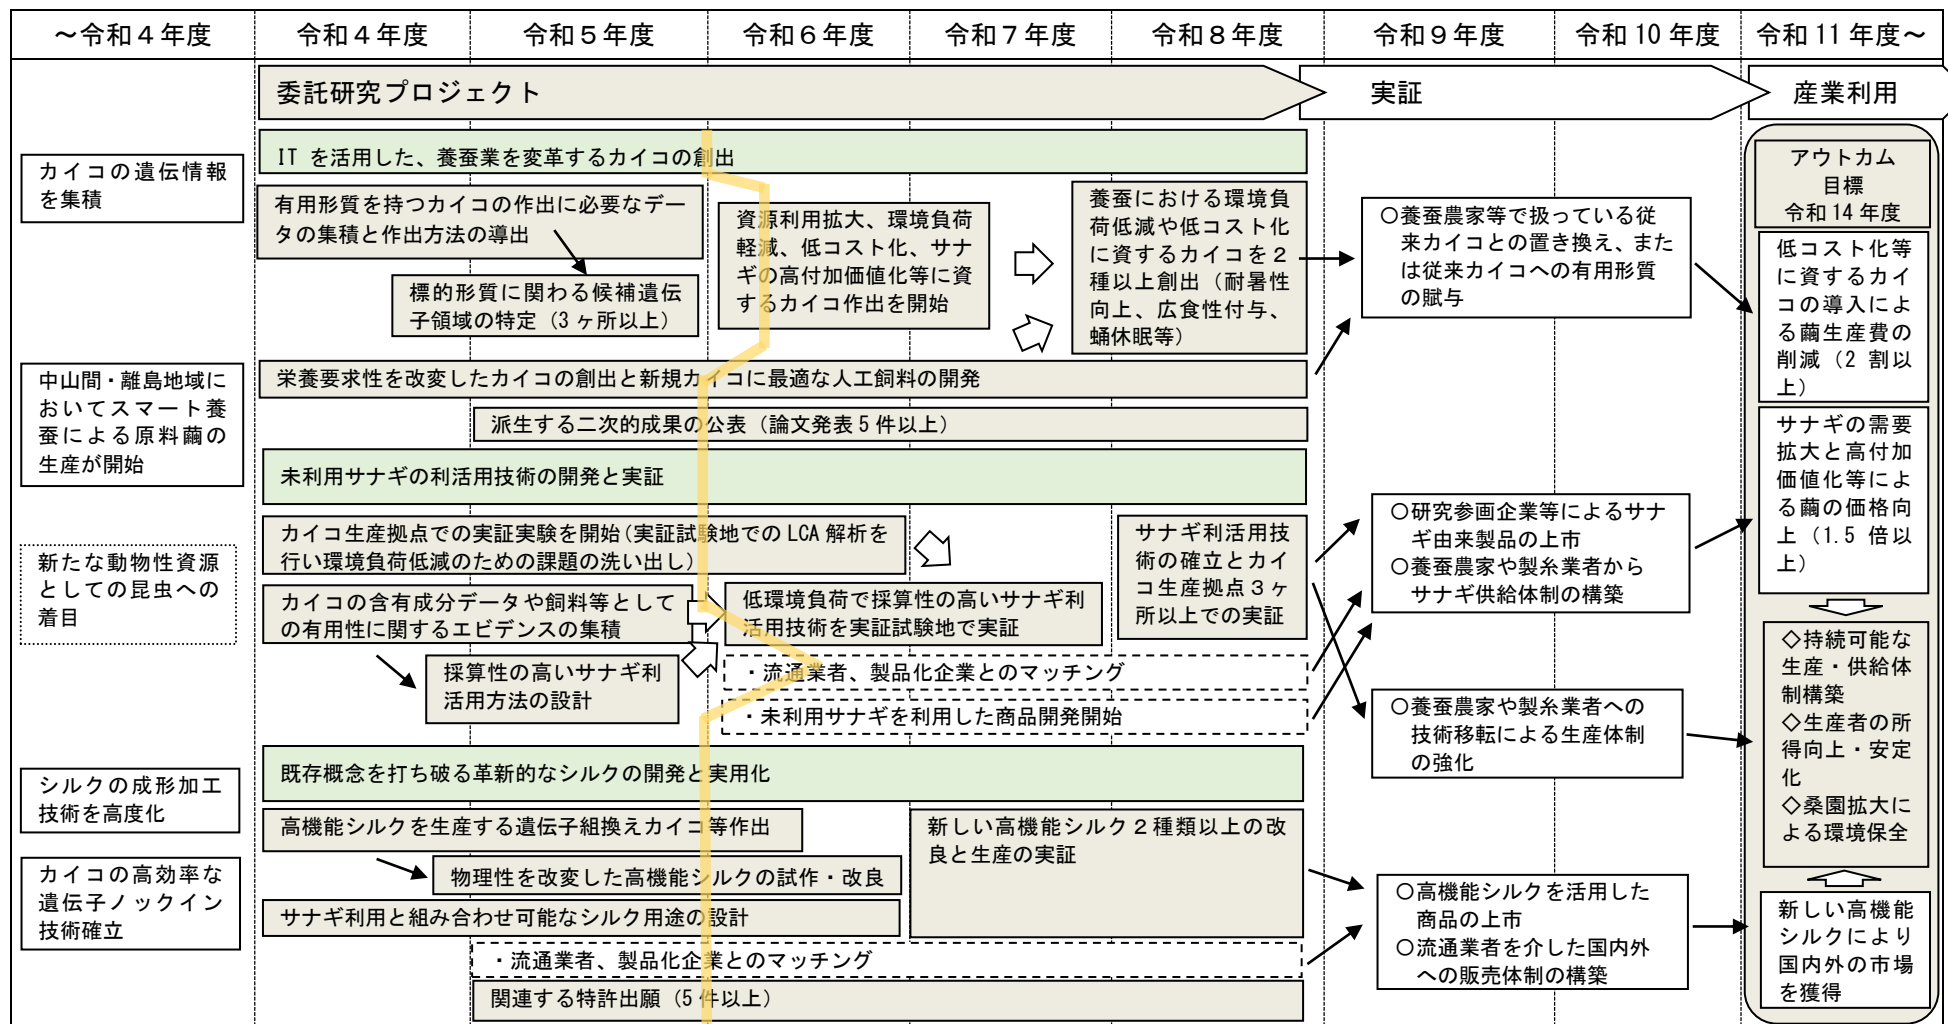 ～令和４年度
令和４年度
令和５年度
令和６年度
令和７年度
令和８年度
令和９年度
令和 10 年度
令和 11 年度～
委託研究プロジェクト
実証
産業利用
カイコの遺伝情報
を集積
中山間・離島地域に
おいてスマート養
蚕による原料繭の
生産が開始
新たな動物性資源
としての昆虫への
着目
シルクの成形加工
技術を高度化
カイコの高効率な
遺伝子ノックイン
技術確立
IT を活用した、養蚕業を変革するカイコの創出
有用形質を持つカイコの作出に必要なデー
タの集積と作出方法の導出
標的形質に関わる候補遺伝
子領域の特定（3 ヶ所以上）
資源利用拡大、環境負荷
軽減、低コスト化、サナ
ギの高付加価値化等に資
するカイコ作出を開始
養蚕における環境負
荷低減や低コスト化
に資するカイコを２
種以上創出（耐暑性
向上、広食性付与、
蛹休眠等）
栄養要求性を改変したカイコの創出と新規カイコに最適な人工飼料の開発
派生する二次的成果の公表（論文発表 5 件以上）
未利用サナギの利活用技術の開発と実証
カイコ生産拠点での実証実験を開始（実証試験地での LCA 解析を
行い環境負荷低減のための課題の洗い出し）
カイコの含有成分データや飼料等として
の有用性に関するエビデンスの集積
採算性の高いサナギ利
活用方法の設計
低環境負荷で採算性の高いサナギ利
活用技術を実証試験地で実証
サナギ利活用技
術の確立とカイ
コ生産拠点３ヶ
所以上での実証
・流通業者、製品化企業とのマッチング
・未利用サナギを利用した商品開発開始
既存概念を打ち破る革新的なシルクの開発と実用化
高機能シルクを生産する遺伝子組換えカイコ等作出
物理性を改変した高機能シルクの試作・改良
サナギ利用と組み合わせ可能なシルク用途の設計
新しい高機能シルク２種類以上の改
良と生産の実証
・流通業者、製品化企業とのマッチング
関連する特許出願（5 件以上）
○養蚕農家等で扱っている従
来カイコとの置き換え、また
は従来カイコへの有用形質
の賦与
○研究参画企業等によるサナ
ギ由来製品の上市
○養蚕農家や製糸業者から
サナギ供給体制の構築
○養蚕農家や製糸業者への
技術移転による生産体制
の強化
○高機能シルクを活用した
商品の上市
○流通業者を介した国内外
への販売体制の構築
アウトカム
目標
令和 14 年度
低コスト化等
に資するカイ
コの導入によ
る繭生産費の
削減（2 割以
上）
サナギの需要
拡大と高付加
価値化等によ
る繭の価格向
上（1.5 倍以
上）
◇持続可能な
生産・供給体
制構築
◇生産者の所
得向上・安定
化
◇桑園拡大に
よる環境保全
新しい高機能
シルクにより
国内外の市場
を獲得